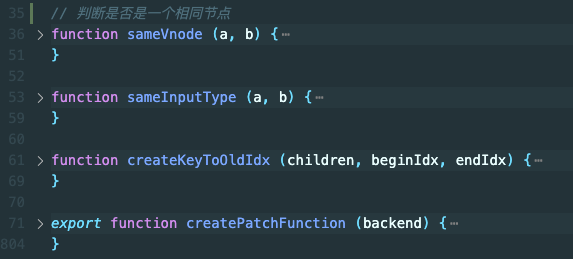 35 // 判断是否是一个相同节点
36 > function sameVnode (a, b) {⋯
51 }
52
53 > function sameInputType (a, b) {⋯
59 }
60
61 > function createKeyToOldIdx (children, beginIdx, endIdx) {⋯
69 }
70
71 > export function createPatchFunction (backend) {⋯
804 }